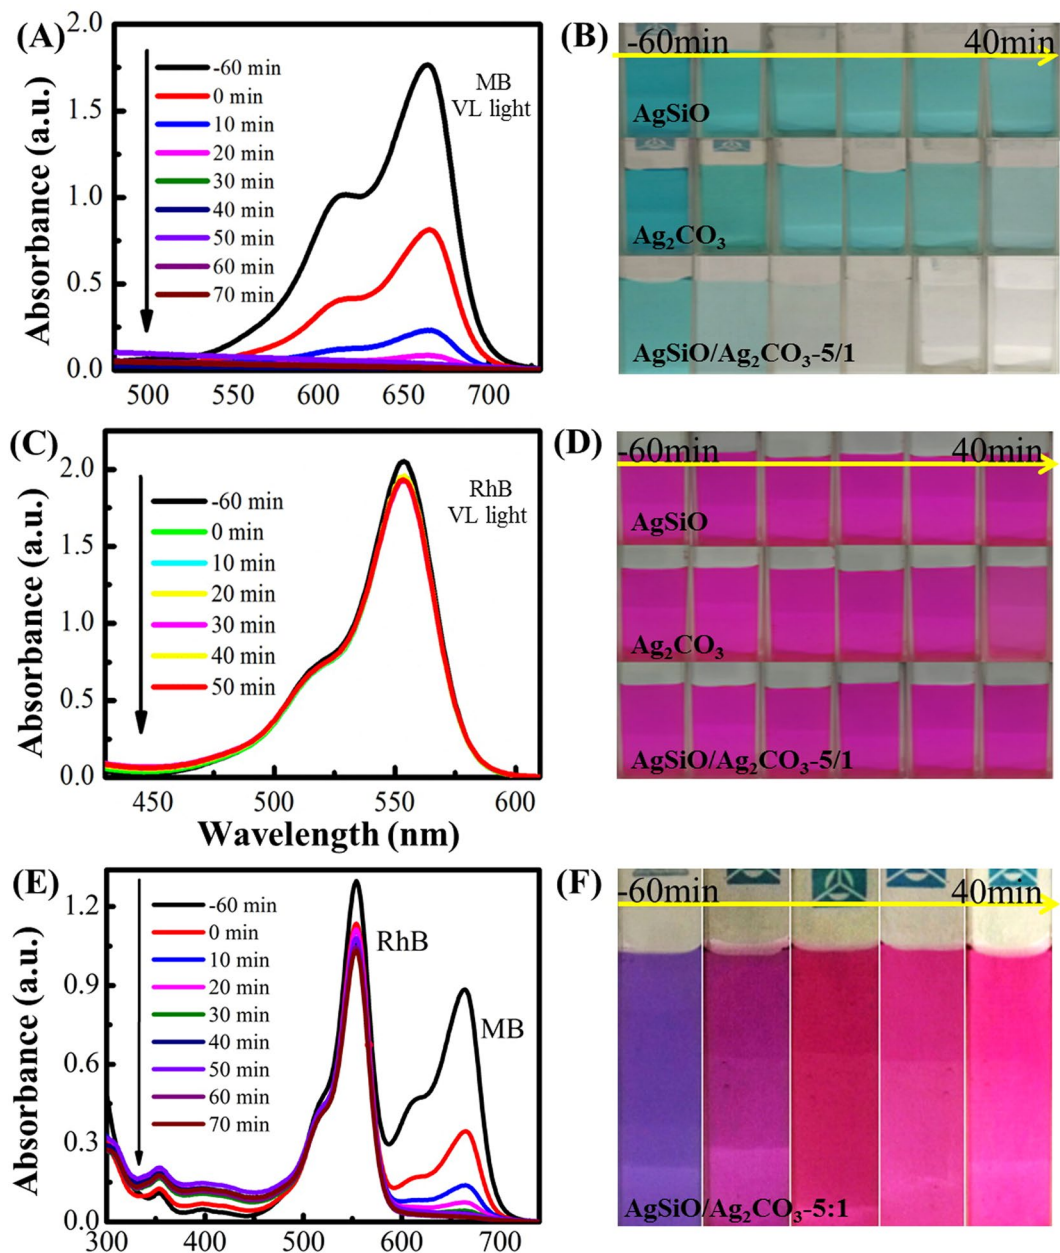 (A)
2.0
1.5
1.0
0.5
0.0
Absorbance (a.u.)
-60 min
0 min
10 min
20 min
30 min
40 min
50 min
60 min
70 min
MB
VL light
500
550
600
650
700
(B)
-60min
40min
AgSiO
Ag₂CO₃
AgSiO/Ag₂CO₃-5/1
(C)
2.0
1.5
1.0
0.5
0.0
Absorbance (a.u.)
-60 min
0 min
10 min
20 min
30 min
40 min
50 min
RhB
VL light
450
500
550
600
Wavelength (nm)
(D)
-60min
40min
AgSiO
Ag₂CO₃
AgSiO/Ag₂CO₃-5/1
(E)
1.2
0.9
0.6
0.3
0.0
Absorbance (a.u.)
-60 min
0 min
10 min
20 min
30 min
40 min
50 min
60 min
70 min
RhB
MB
300
400
500
600
700
(F)
-60min
40min
AgSiO/Ag₂CO₃-5:1